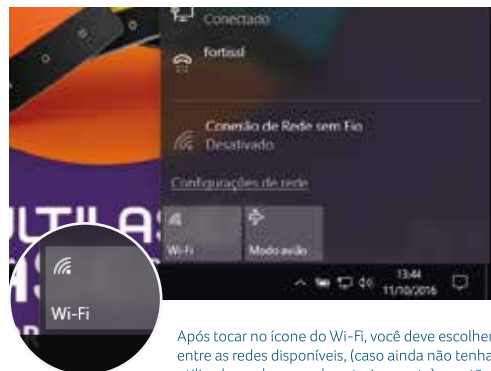 Conectado
fortissl
Conexão de Rede sem Fio
Desativado
Configurações de rede
Wi-Fi
Modo avião
13:44
11/10/2016
Wi-Fi
Após tocar no ícone do Wi-Fi, você deve escolher
entre as redes disponíveis, (caso ainda não tenha